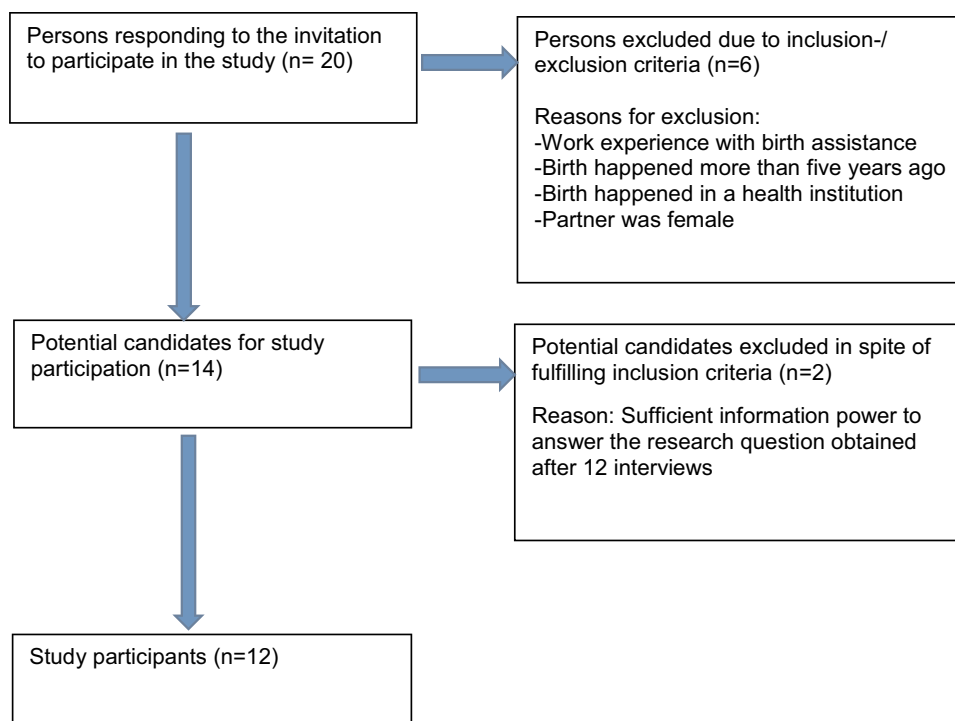 Persons responding to the invitation
to participate in the study (n= 20)
Persons excluded due to inclusion-/
exclusion criteria (n=6)
Reasons for exclusion:
-Work experience with birth assistance
-Birth happened more than five years ago
-Birth happened in a health institution
-Partner was female
Potential candidates for study
participation (n=14)
Potential candidates excluded in spite of
fulfilling inclusion criteria (n=2)
Reason: Sufficient information power to
answer the research question obtained
after 12 interviews
Study participants (n=12)